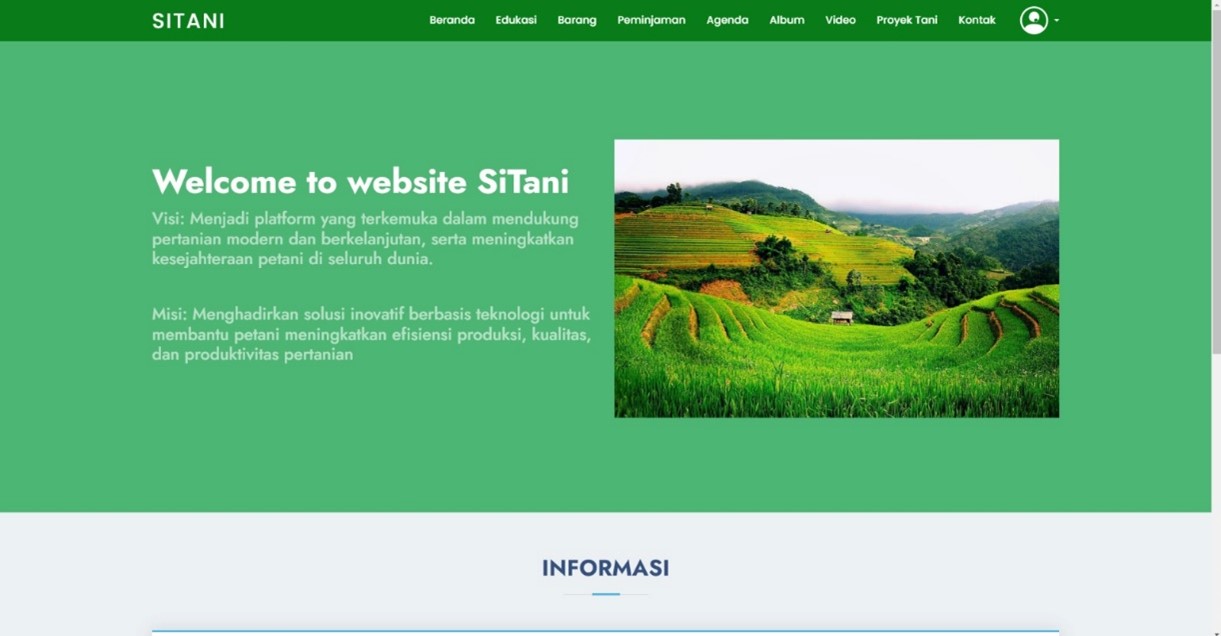 SITANI
Beranda Edukasi Barang Peminjaman Agenda Album Video Proyek Tani Kontak
Welcome to website SiTani
Visi: Menjadi platform yang terkemuka dalam mendukung
pertanian modern dan berkelanjutan, serta meningkatkan
kesejahteraan petani di seluruh dunia.
Misi: Menghadirkan solusi inovatif berbasis teknologi untuk
membantu petani meningkatkan efisiensi produksi, kualitas,
dan produktivitas pertanian
INFORMASI